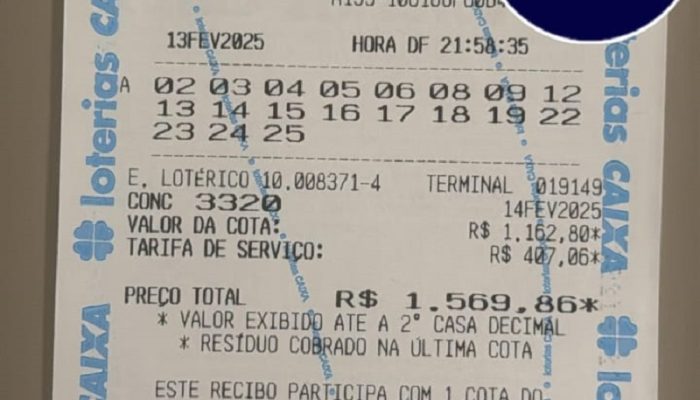 13FEV2025 HORA DF 21:58:35
A 02 03 04 05 06 08 09 12
13 14 15 16 17 18 19 22
23 24 25
E. LOTÉRICO 10.008371-4 TERMINAL 019149
CONC 3320 14FEV2025
VALOR DA COTA: R$ 1.162,80*
TARIFA DE SERVIÇO: R$ 407,06*
PREÇO TOTAL R$ 1.569,86*
* VALOR EXIBIDO ATE A 2° CASA DECIMAL
* RESÍDUO COBRADO NA ÚLTIMA COTA
ESTE RECIBO PARTICIPA COM 1 COTA DO
loterias CAIXA
CAIXA
loterias CAIXA